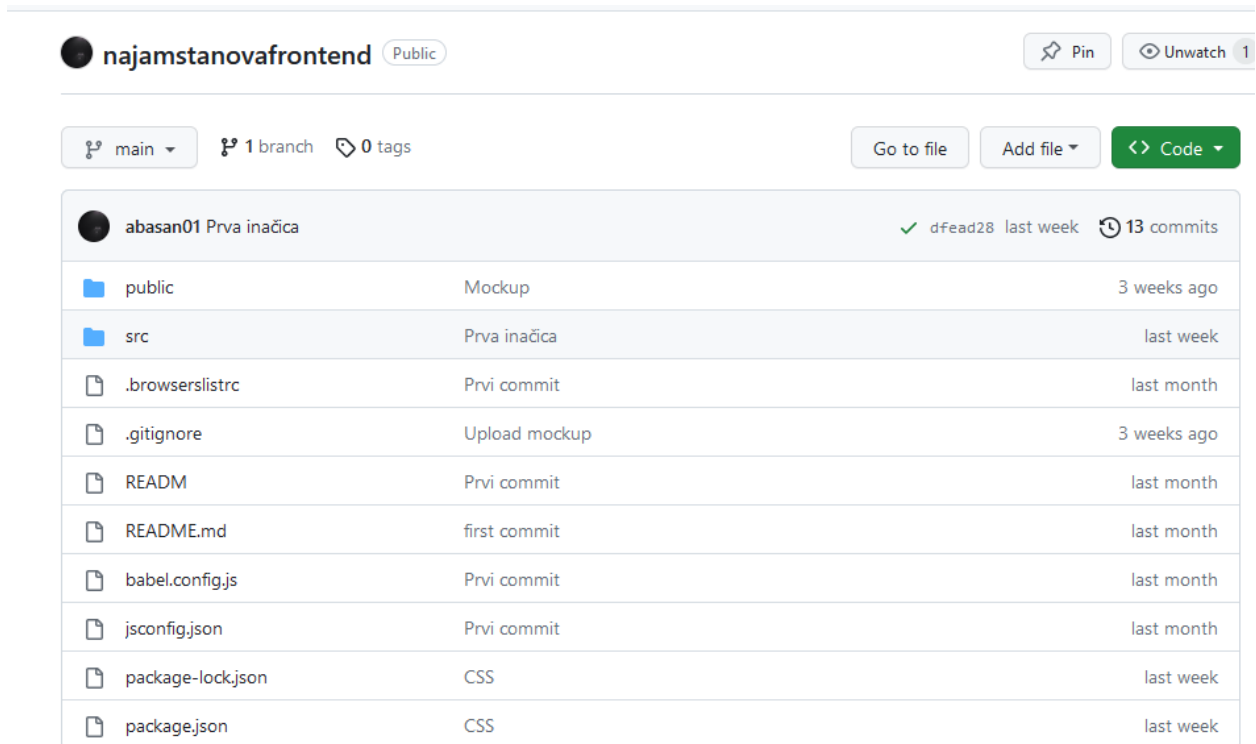 najamstanovafrontend Public Pin Unwatch 1
main 1 branch 0 tags Go to file Add file Code
abasan01 Prva inačica dfead28 last week 13 commits
public Mockup 3 weeks ago
src Prva inačica last week
.browserslistrc Prvi commit last month
.gitignore Upload mockup 3 weeks ago
READM Prvi commit last month
README.md first commit last month
babel.config.js Prvi commit last month
jsconfig.json Prvi commit last month
package-lock.json CSS last week
package.json CSS last week